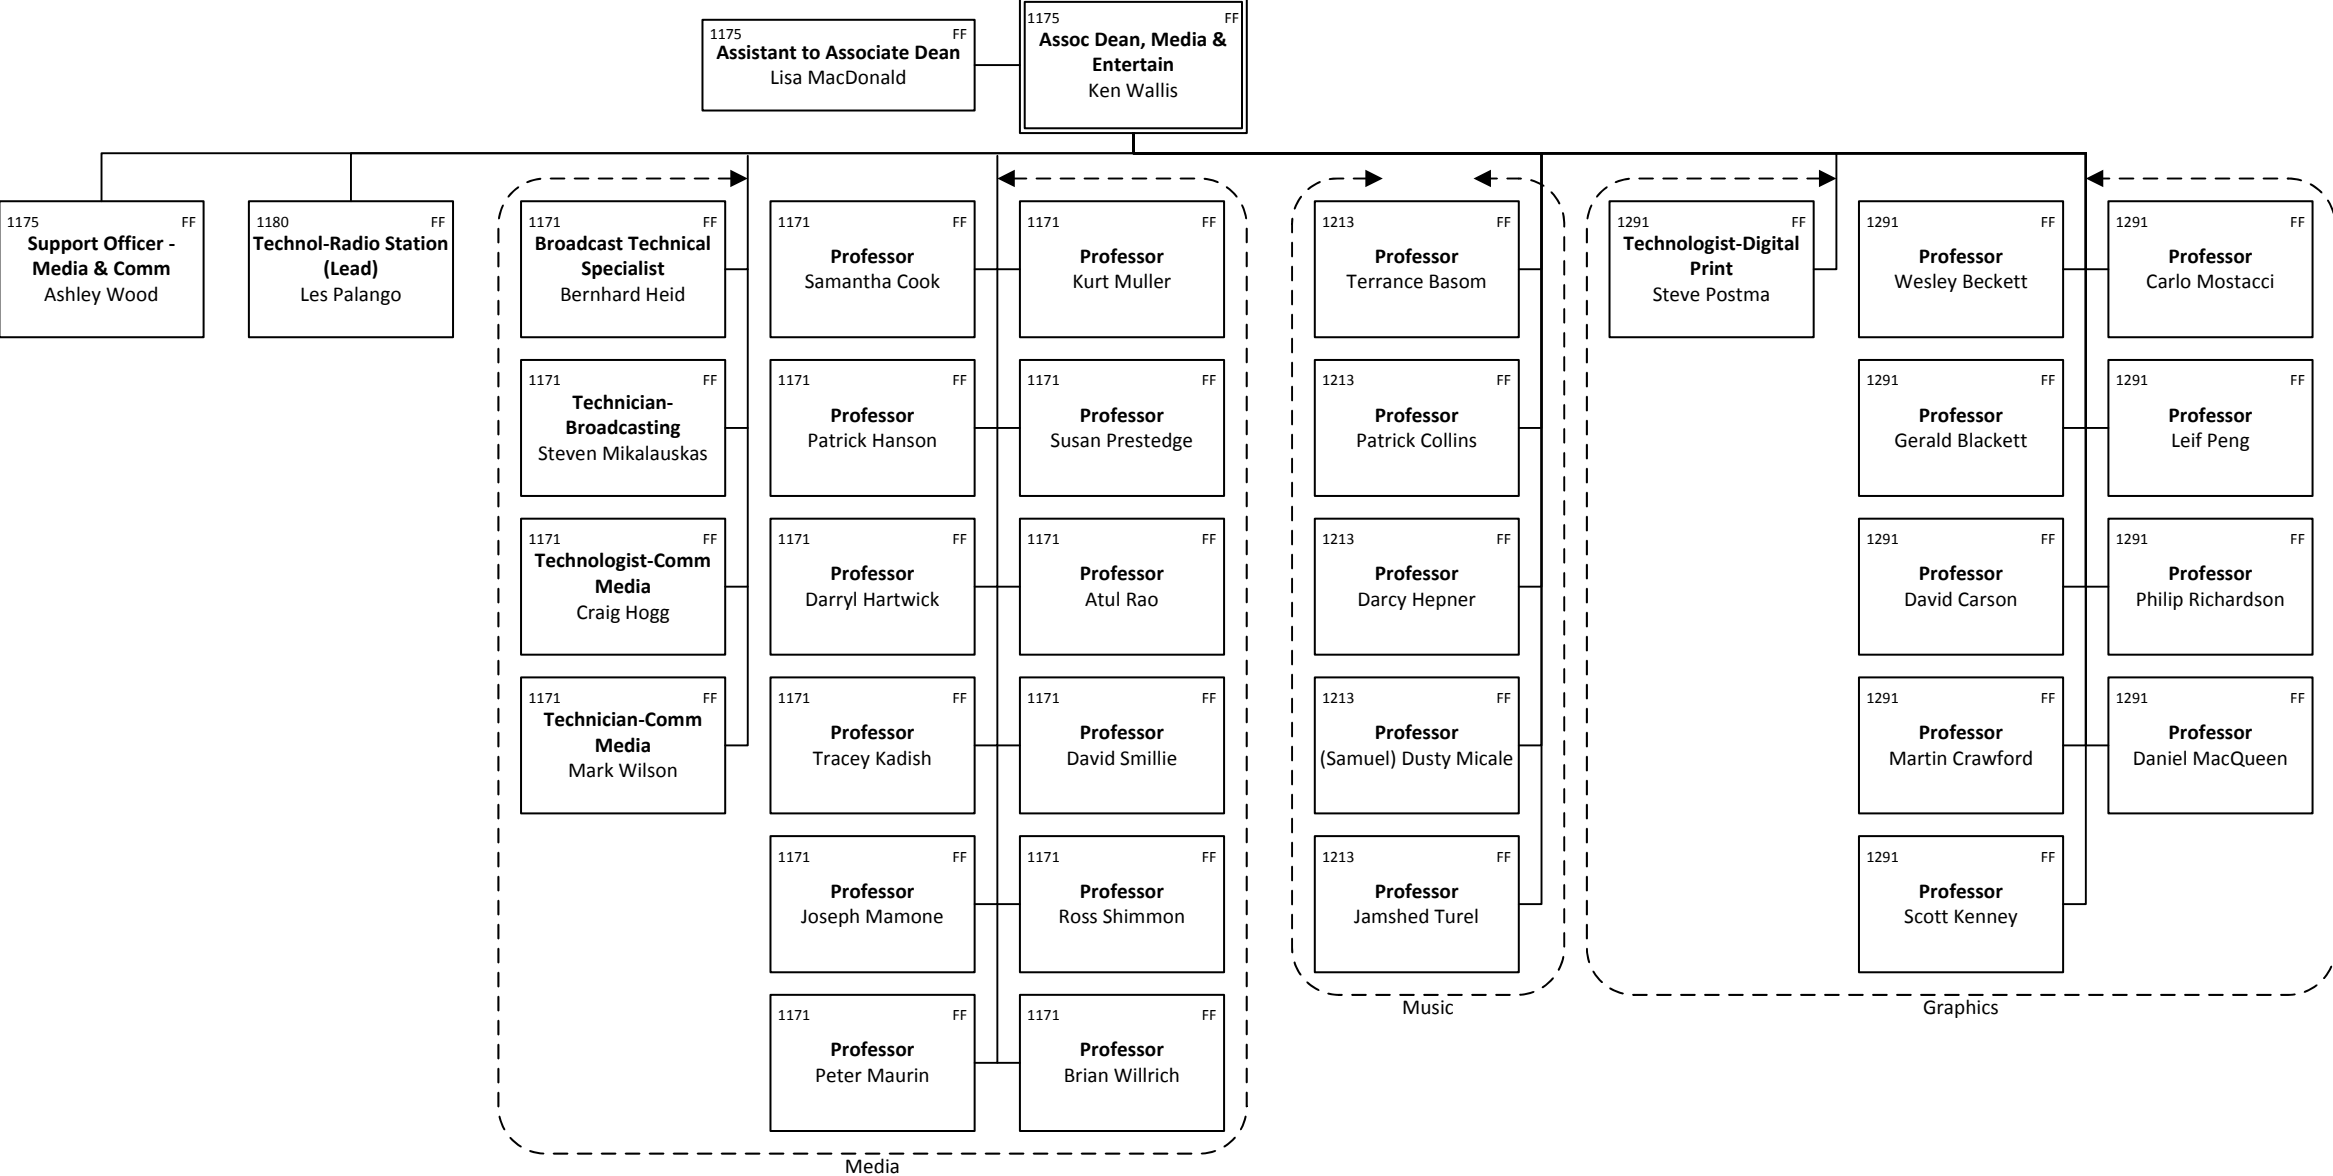 1175 FF
Assistant to Associate Dean
Lisa MacDonald
1175 FF
Assoc Dean, Media &
Entertain
Ken Wallis
1175 FF
Support Officer -
Media & Comm
Ashley Wood
1180 FF
Technol-Radio Station
(Lead)
Les Palango
1171 FF
Broadcast Technical
Specialist
Bernhard Heid
1171 FF
Technician-
Broadcasting
Steven Mikalauskas
1171 FF
Technologist-Comm
Media
Craig Hogg
1171 FF
Technician-Comm
Media
Mark Wilson
1171 FF
Professor
Samantha Cook
1171 FF
Professor
Patrick Hanson
1171 FF
Professor
Darryl Hartwick
1171 FF
Professor
Tracey Kadish
1171 FF
Professor
Joseph Mamone
1171 FF
Professor
Peter Maurin
1171 FF
Professor
Kurt Muller
1171 FF
Professor
Susan Prestedge
1171 FF
Professor
Atul Rao
1171 FF
Professor
David Smillie
1171 FF
Professor
Ross Shimmon
1171 FF
Professor
Brian Willrich
Media
1213 FF
Professor
Terrance Basom
1213 FF
Professor
Patrick Collins
1213 FF
Professor
Darcy Hepner
1213 FF
Professor
(Samuel) Dusty Micale
1213 FF
Professor
Jamshed Turel
Music
1291 FF
Technologist-Digital
Print
Steve Postma
1291 FF
Professor
Wesley Beckett
1291 FF
Professor
Gerald Blackett
1291 FF
Professor
David Carson
1291 FF
Professor
Martin Crawford
1291 FF
Professor
Scott Kenney
1291 FF
Professor
Carlo Mostacci
1291 FF
Professor
Leif Peng
1291 FF
Professor
Philip Richardson
1291 FF
Professor
Daniel MacQueen
Graphics